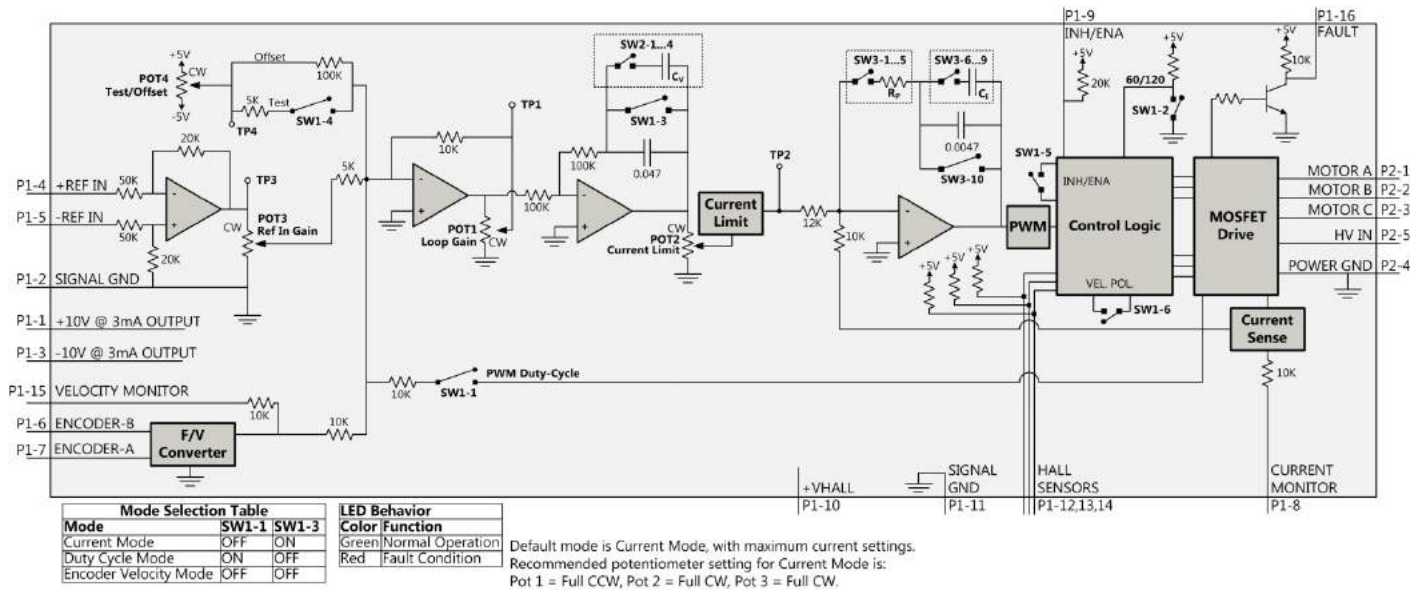 P1-9
INH/ENA
P1-16
FAULT
+5V
CW
POT4
Test/Offset
-5V
Offset
100K
5K
Test
SW1-4
TP4
SW2-1...4
Cv
SW1-3
100K
0.047
TP1
10K
SW3-1...5
RP
SW3-6...9
CI
0.0047
SW3-10
+5V
20K
60/120
+5V
SW1-2
+5V
10K
20K
P1-4 +REF IN
50K
-
+
TP3
P1-5 -REF IN
50K
CW
POT3
Ref In Gain
20K
P1-2 SIGNAL GND
5K
-
+
POT1
Loop Gain
CW
100K
-
+
CW
POT2
Current Limit
Current
Limit
TP2
12K
10K
-
+
PWM
SW1-5
INH/ENA
Control Logic
VEL. POL.
SW1-6
+5V
+5V
+5V
MOSFET
Drive
MOTOR A P2-1
MOTOR B P2-2
MOTOR C P2-3
HV IN P2-5
POWER GND P2-4
Current
Sense
10K
P1-1 +10V @ 3mA OUTPUT
P1-3 -10V @ 3mA OUTPUT
P1-15 VELOCITY MONITOR
10K
PWM Duty-Cycle
10K
SW1-1
P1-6 ENCODER-B
P1-7 ENCODER-A
F/V
Converter
10K
+VHALL
P1-10
SIGNAL
GND
P1-11
HALL
SENSORS
P1-12,13,14
CURRENT
MONITOR
P1-8
Mode Selection Table
Mode SW1-1 SW1-3
Current Mode OFF ON
Duty Cycle Mode ON OFF
Encoder Velocity Mode OFF OFF
LED Behavior
Color Function
Green Normal Operation
Red Fault Condition
Default mode is Current Mode, with maximum current settings.
Recommended potentiometer setting for Current Mode is:
Pot 1 = Full CCW, Pot 2 = Full CW, Pot 3 = Full CW.